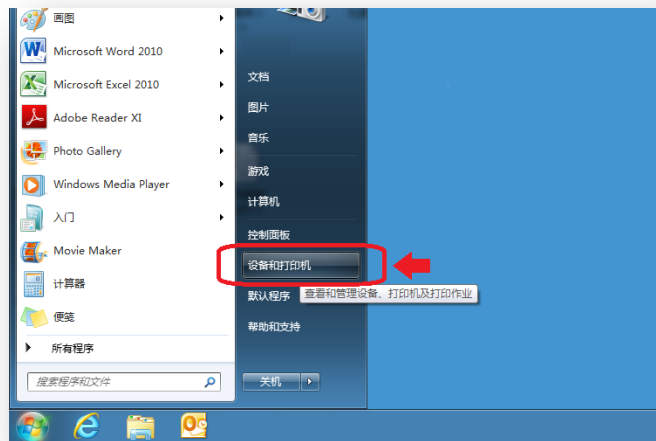 画图
Microsoft Word 2010
Microsoft Excel 2010
Adobe Reader XI
Photo Gallery
Windows Media Player
入门
Movie Maker
计算器
便笺
所有程序
搜索程序和文件
文档
图片
音乐
游戏
计算机
控制面板
设备和打印机
默认程序
查看和管理设备、打印机及打印作业
帮助和支持
关机